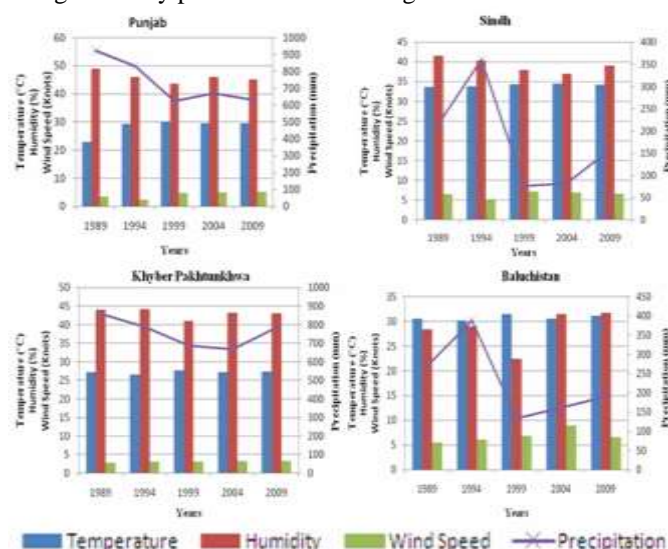 Punjab
Temperature (°C)
Humidity (%)
Wind Speed (Knots)
60
50
40
30
20
10
0
1000
900
800
700
600
500
400
300
200
100
0
Precipitation (mm)
1989 1994 1999 2004 2009
Years
Sindh
Temperature (°C)
Humidity (%)
Wind Speed (Knots)
45
40
35
30
25
20
15
10
5
0
400
350
300
250
200
150
100
50
0
Precipitation (mm)
1989 1994 1999 2004 2009
Years
Khyber Pakhtunkhwa
Temperature (°C)
Humidity (%)
Wind Speed (Knots)
50
45
40
35
30
25
20
15
10
5
0
1000
900
800
700
600
500
400
300
200
100
0
Precipitation (mm)
1989 1994 1999 2004 2009
Years
Baluchistan
Temperature (°C)
Humidity (%)
Wind Speed (Knots)
35
30
25
20
15
10
5
0
450
400
350
300
250
200
150
100
50
0
Precipitation (mm)
1989 1994 1999 2004 2009
Years
Temperature Humidity Wind Speed Precipitation